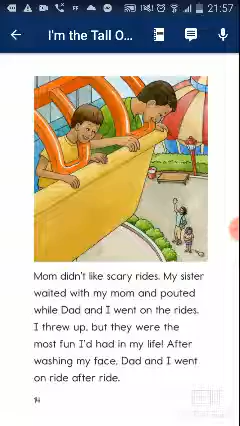 21:57
I'm the Tall O...
Mom didn't like scary rides. My sister
waited with my mom and pouted
while Dad and I went on the rides.
I threw up, but they were the
most fun I'd had in my life! After
washing my face, Dad and I went
on ride after ride.
14